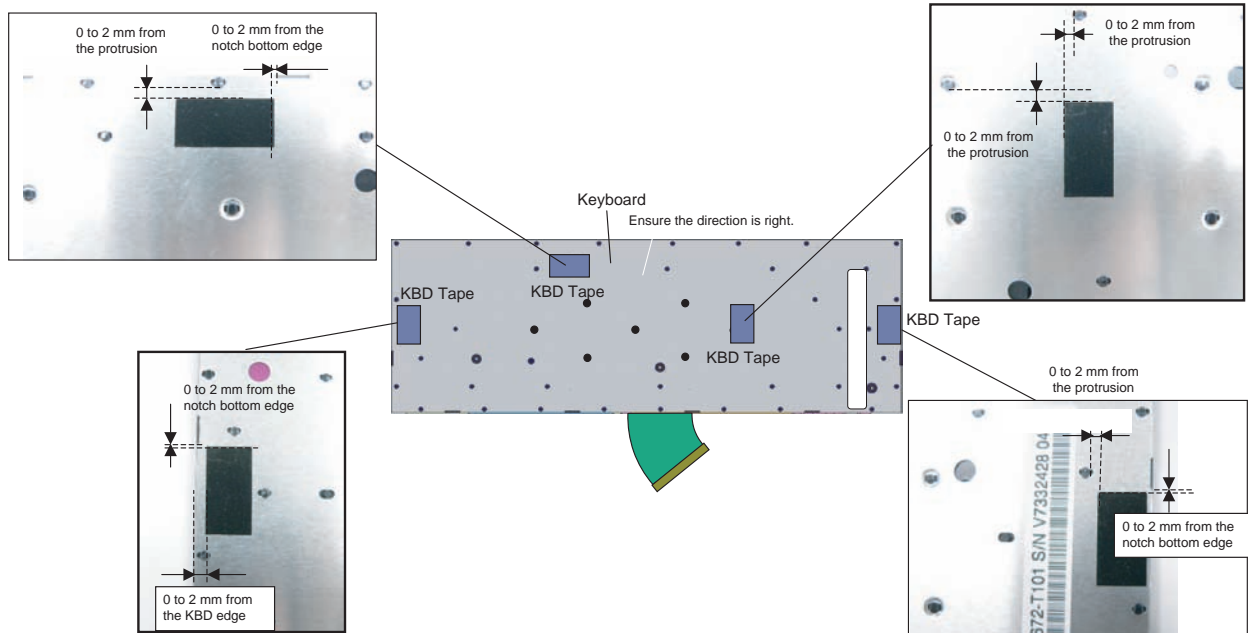 0 to 2 mm from
the protrusion
0 to 2 mm from the
notch bottom edge
0 to 2 mm from
the protrusion
0 to 2 mm from
the protrusion
Keyboard
Ensure the direction is right.
KBD Tape
KBD Tape
KBD Tape
KBD Tape
0 to 2 mm from the
notch bottom edge
0 to 2 mm from
the KBD edge
0 to 2 mm from
the protrusion
672-T101 S/N V7332428 04
0 to 2 mm from the
notch bottom edge